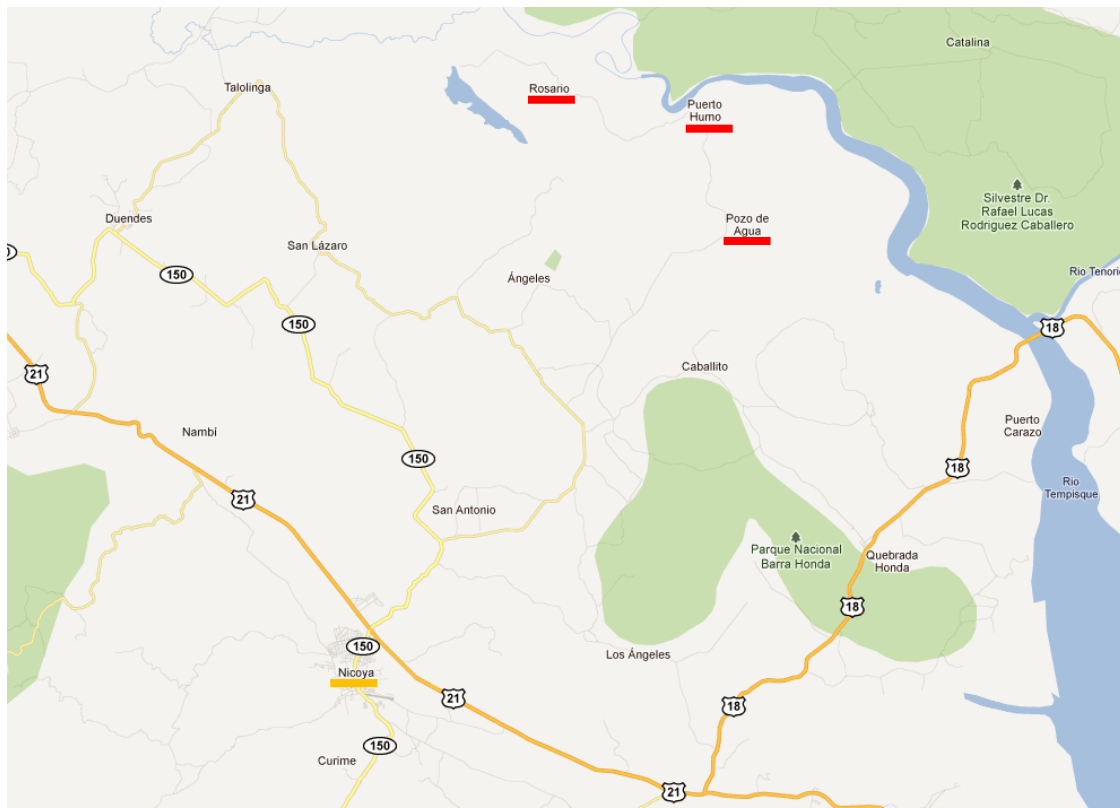 Catalina
Talolinga
Rosario
Puerto
Humo
Silvestre Dr.
Rafael Lucas
Rodriguez Caballero
Duendes
Pozo de
Agua
San Lázaro
150
Ángeles
Rio Tenorio
150
18
21
Caballito
Puerto
Carazo
Nambí
150
18
21
Rio
Tempisque
San Antonio
Parque Nacional
Barra Honda
Quebrada
Honda
18
150
Los Ángeles
Nicoya
21
18
150
Curime
21